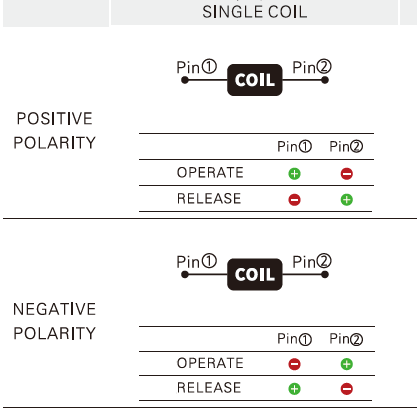 SINGLE COIL
POSITIVE
POLARITY
Pin① COIL Pin②
Pin① Pin②
OPERATE + −
RELEASE − +
NEGATIVE
POLARITY
Pin① COIL Pin②
Pin① Pin②
OPERATE − +
RELEASE + −